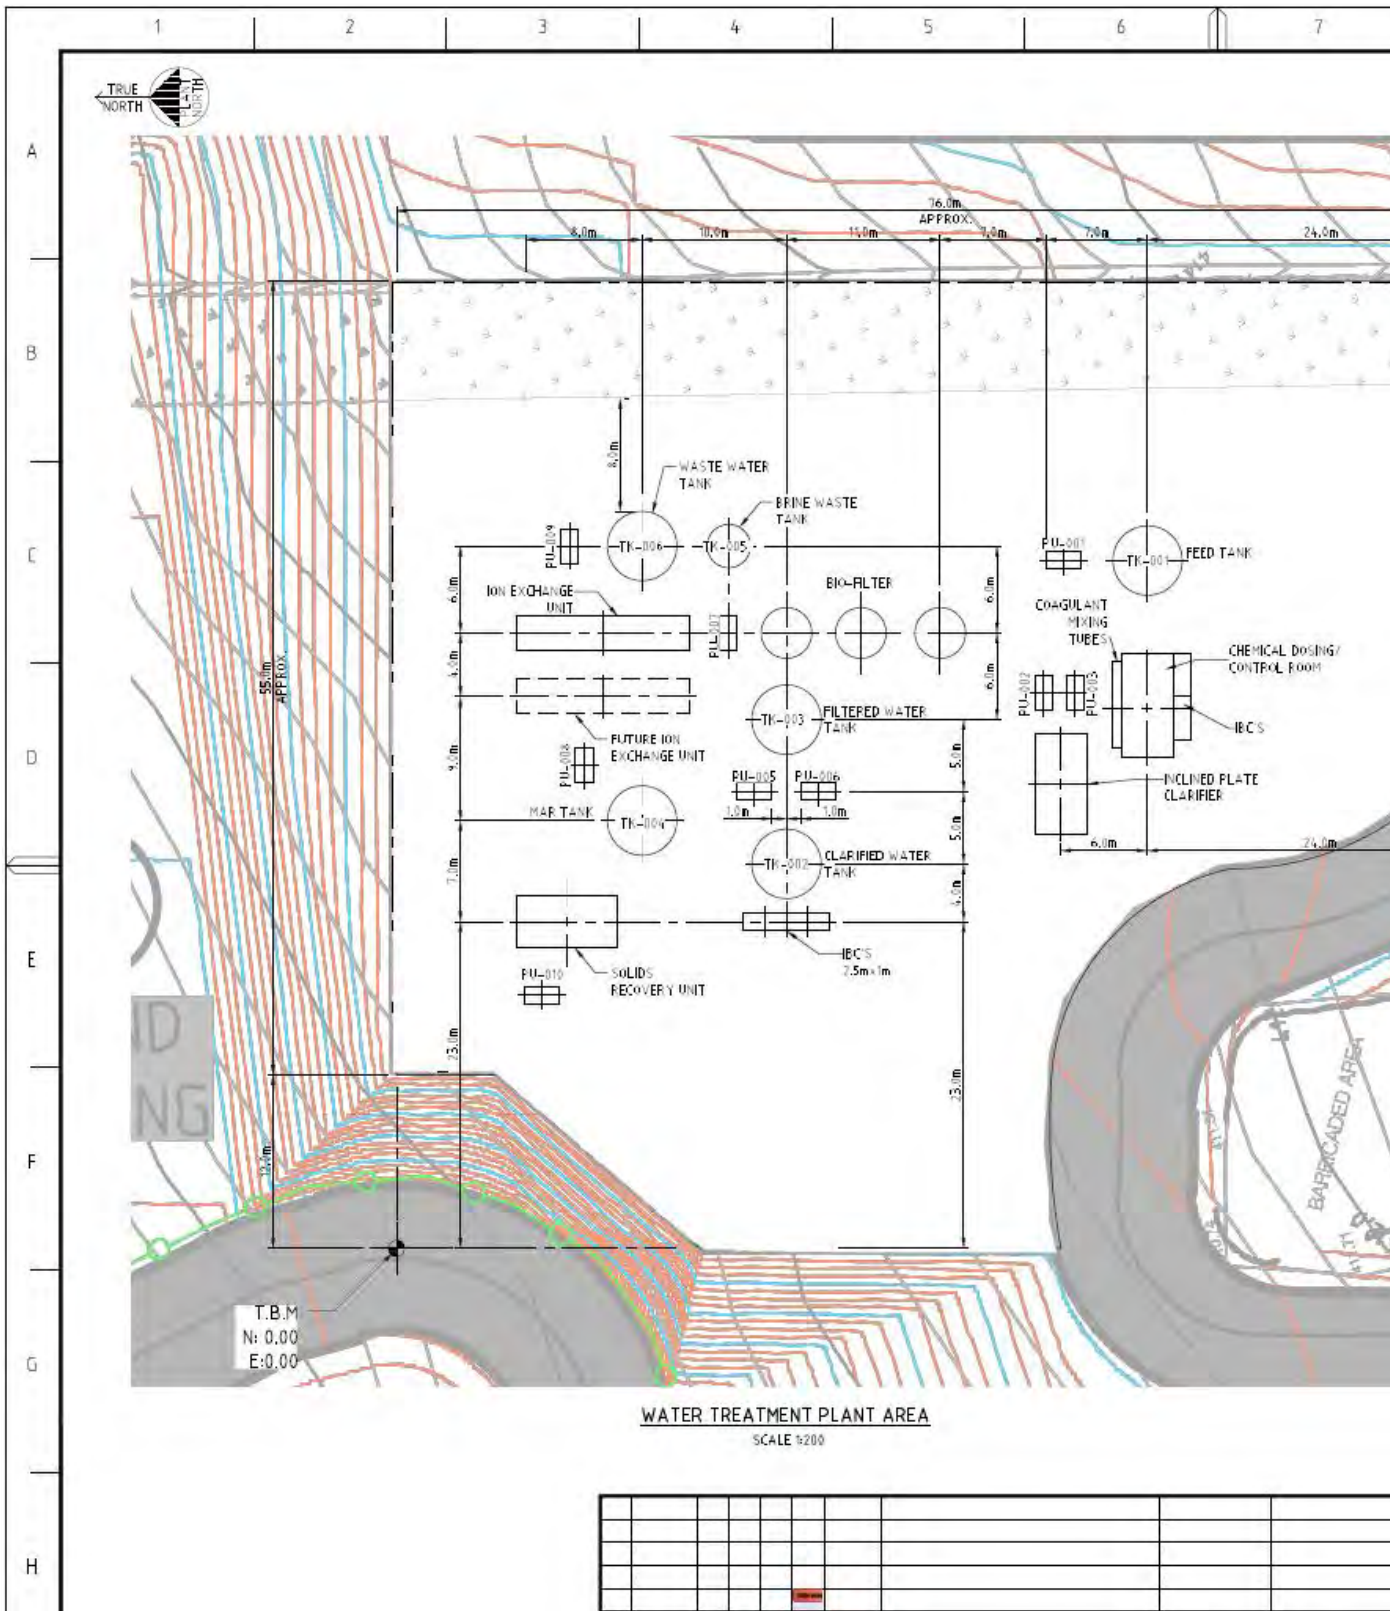 1 2 3 4 5 6 7
TRUE
NORTH
PLANT
NORTH
A
76.0m
APPROX.
8.0m 10.0m 11.0m 7.0m 7.0m 24.0m
414
B
8.0m
WASTE WATER
TANK
BRINE WASTE
TANK
C
PU-009
TK-006
TK-005
PU-001
TK-001
FEED TANK
6.0m
ION EXCHANGE
UNIT
BIO-FILTER
6.0m
COAGULANT
MIXING
TUBES
PU-007
CHEMICAL DOSING/
CONTROL ROOM
4.0m
55.0m
APPROX.
6.0m
PU-002
PU-003
TK-003
FILTERED WATER
TANK
IBC'S
D
FUTURE ION
EXCHANGE UNIT
9.0m
PU-008
5.0m
PU-005 PU-006
INCLINED PLATE
CLARIFIER
MAR TANK
TK-004
1.0m 1.0m
5.0m
6.0m 24.0m
TK-002
CLARIFIED WATER
TANK
7.0m
4.0m
E
IBC'S
2.5m×1m
PU-010
SOLIDS
RECOVERY UNIT
ID
NG
23.0m
23.0m
BARRICADED AREA
F
12.0m
T.B.M
N: 0.00
E:0.00
G
WATER TREATMENT PLANT AREA
SCALE 1:200
H